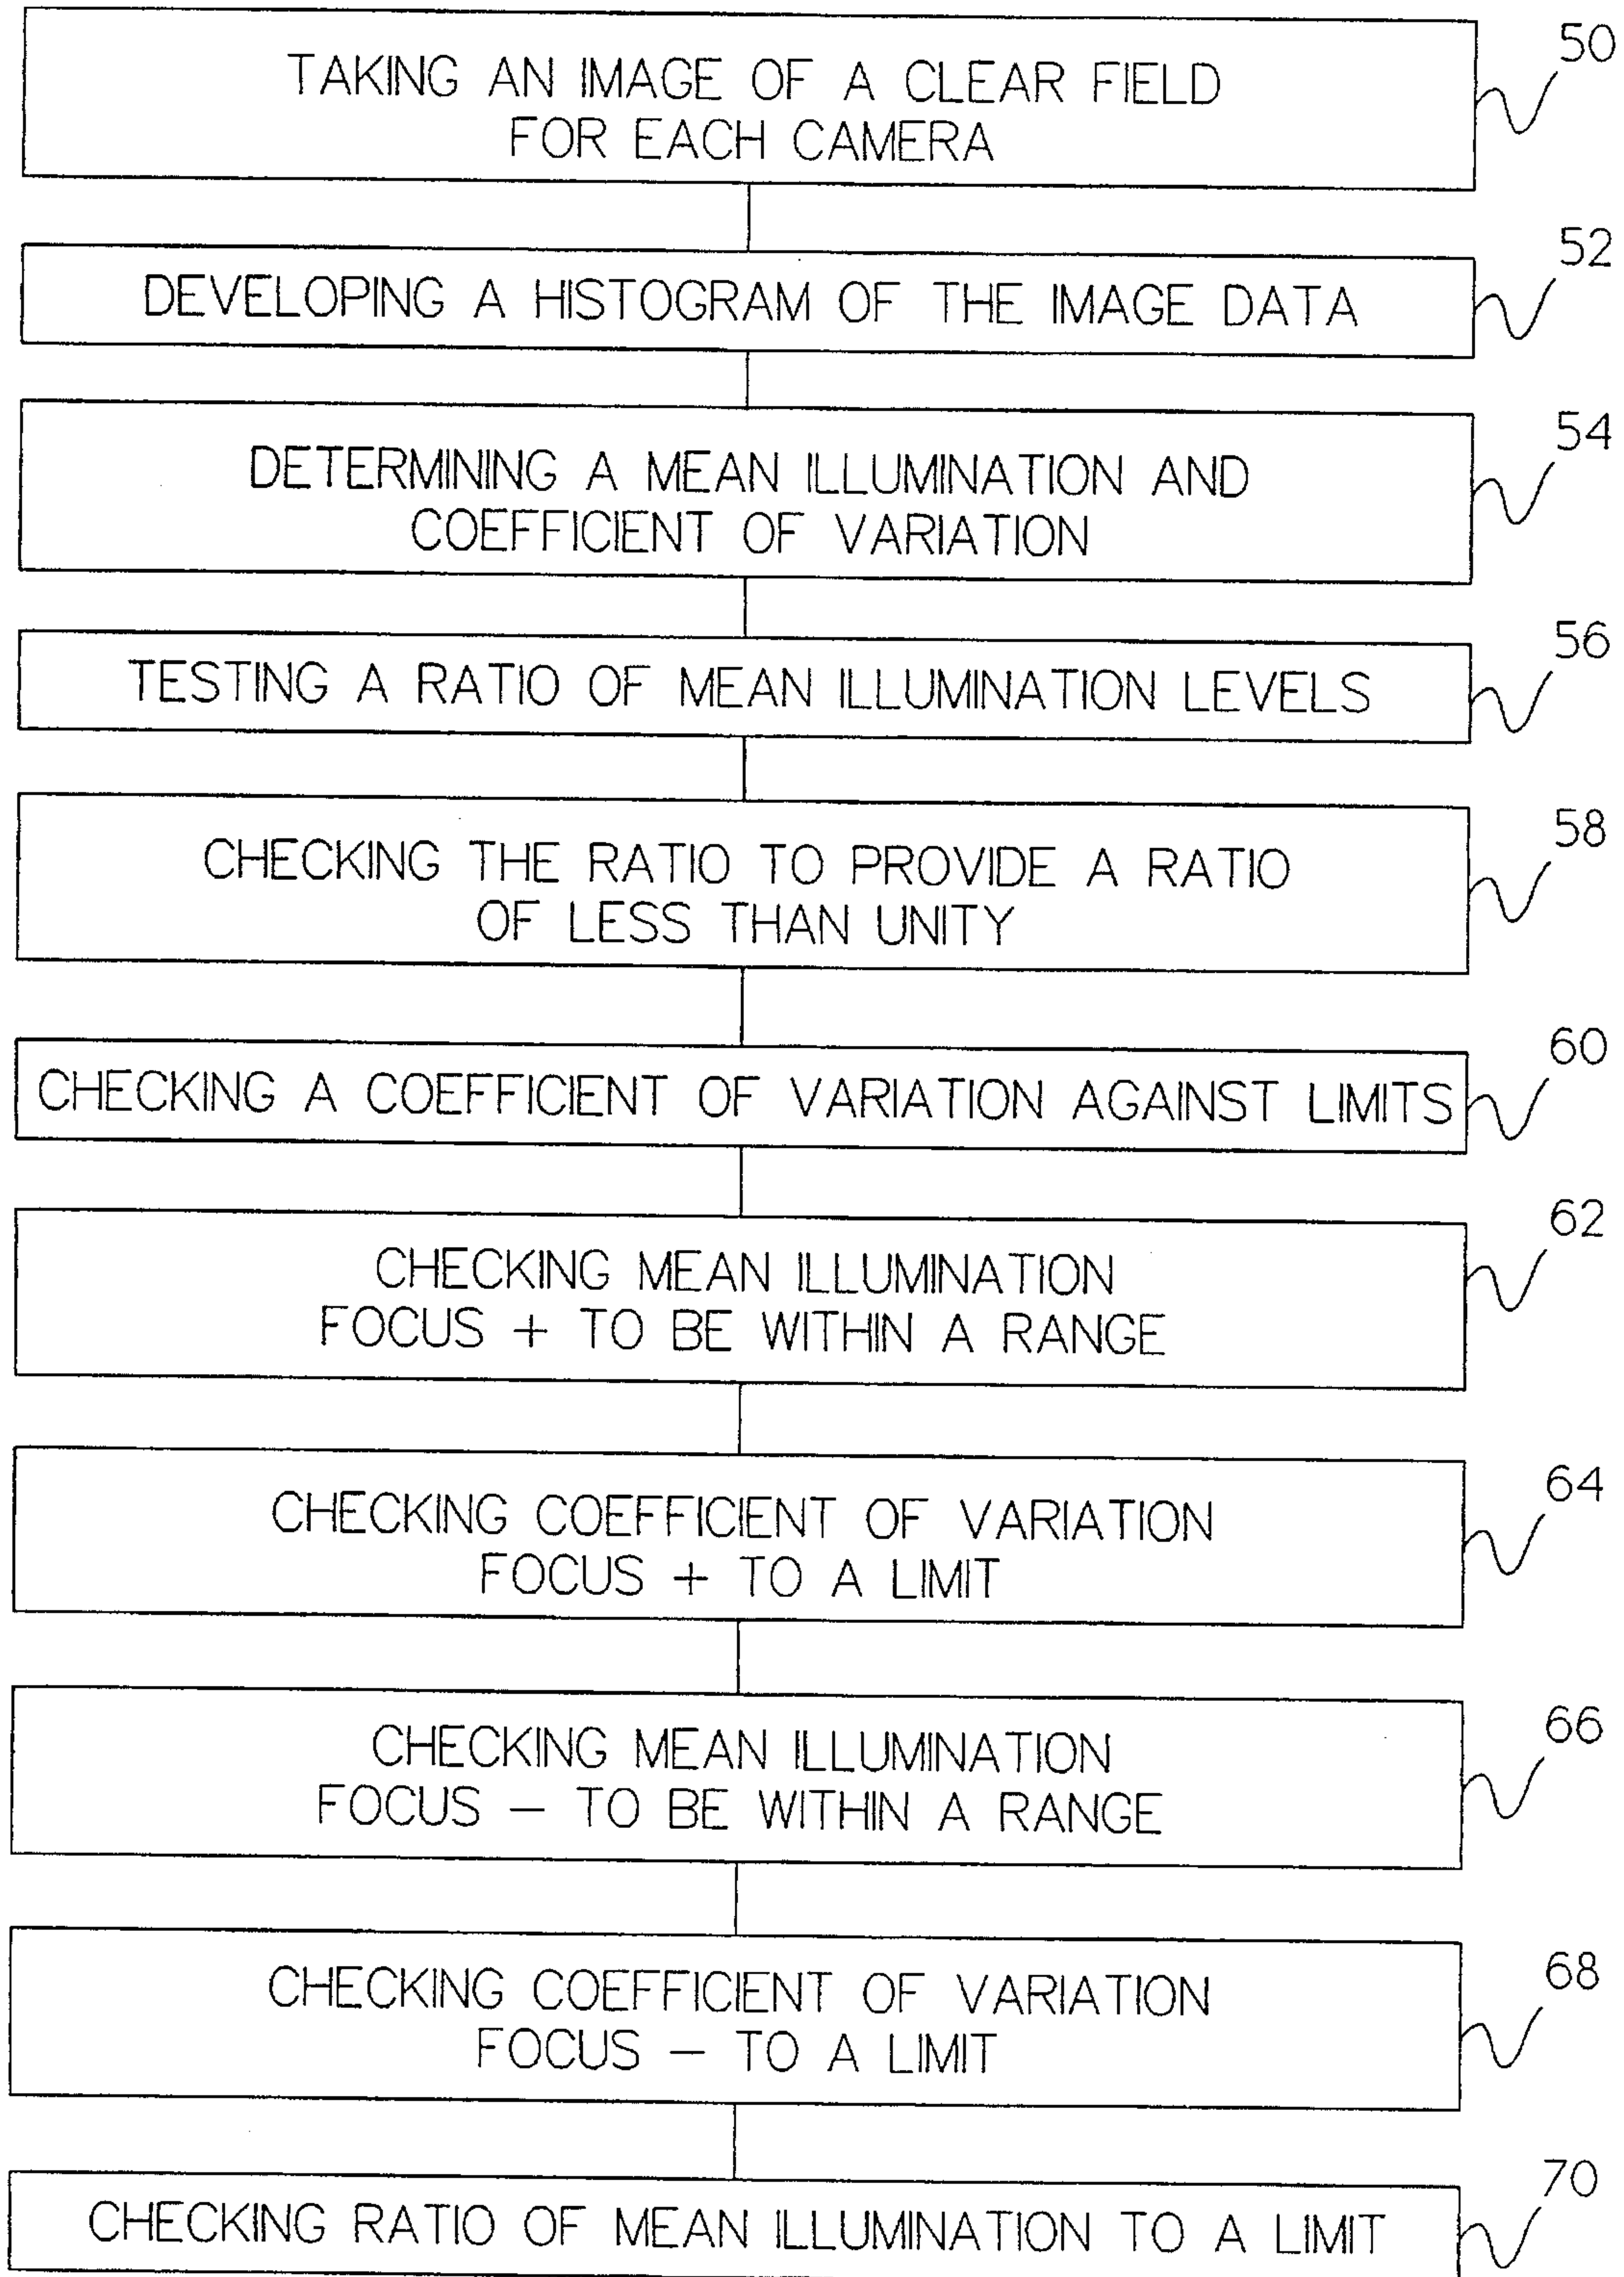 TAKING AN IMAGE OF A CLEAR FIELD
FOR EACH CAMERA
50
DEVELOPING A HISTOGRAM OF THE IMAGE DATA
52
DETERMINING A MEAN ILLUMINATION AND
COEFFICIENT OF VARIATION
54
TESTING A RATIO OF MEAN ILLUMINATION LEVELS
56
CHECKING THE RATIO TO PROVIDE A RATIO
OF LESS THAN UNITY
58
CHECKING A COEFFICIENT OF VARIATION AGAINST LIMITS
60
CHECKING MEAN ILLUMINATION
FOCUS + TO BE WITHIN A RANGE
62
CHECKING COEFFICIENT OF VARIATION
FOCUS + TO A LIMIT
64
CHECKING MEAN ILLUMINATION
FOCUS – TO BE WITHIN A RANGE
66
CHECKING COEFFICIENT OF VARIATION
FOCUS – TO A LIMIT
68
CHECKING RATIO OF MEAN ILLUMINATION TO A LIMIT
70